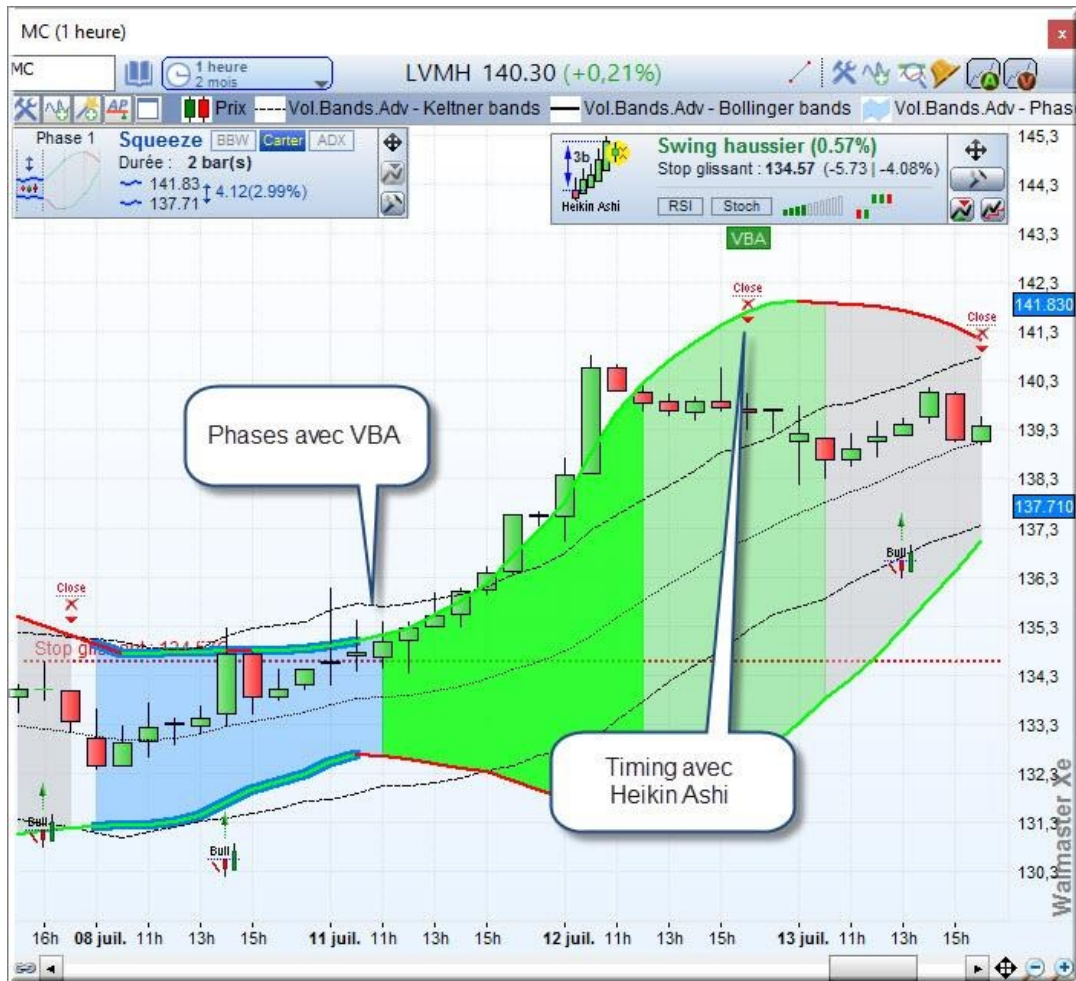 MC (1 heure)
x
MC
1 heure
2 mois
LVMH 140.30 (+0,21%)
A
V
AP
Prix
Vol.Bands.Adv - Keltner bands
Vol.Bands.Adv - Bollinger bands
Vol.Bands.Adv - Phase
Phase 1
Squeeze BBW Carter ADX
Durée : 2 bar(s)
141.83
137.71
4.12(2.99%)
3b
Heikin Ashi
Swing haussier (0.57%)
Stop glissant : 134.57 (-5.73 | -4.08%)
RSI Stoch
VBA
145,3
144,3
143,3
142,3
141.830
141,3
140,3
139,3
138,3
137.710
137,3
136,3
135,3
134,3
133,3
132,3
131,3
130,3
Close
Close
Close
Phases avec VBA
Bull
Bull
Bull
Timing avec
Heikin Ashi
Walmaster Xe
16h 08 juil. 11h 13h 15h 11 juil. 11h 13h 15h 12 juil. 11h 13h 15h 13 juil. 11h 13h 15h